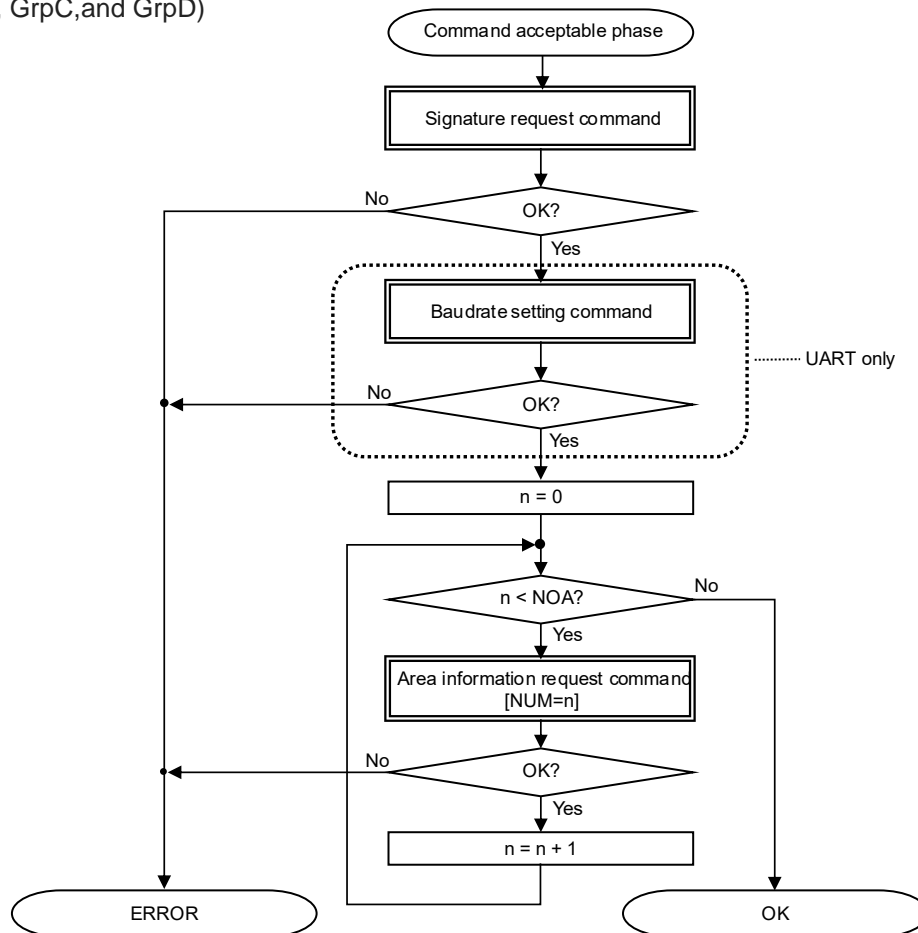 GrpC,and GrpD)
Command acceptable phase
Signature request command
No
OK?
Yes
Baudrate setting command
UART only
No
OK?
Yes
n = 0
n < NOA?
No
Yes
Area information request command
[NUM=n]
No
OK?
Yes
n = n + 1
ERROR
OK